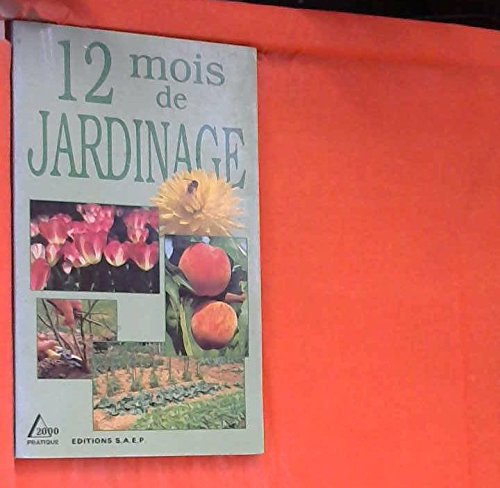 12 mois
de
JARDINAGE
2000
PRATIQUE
EDITIONS S.A.E.P.